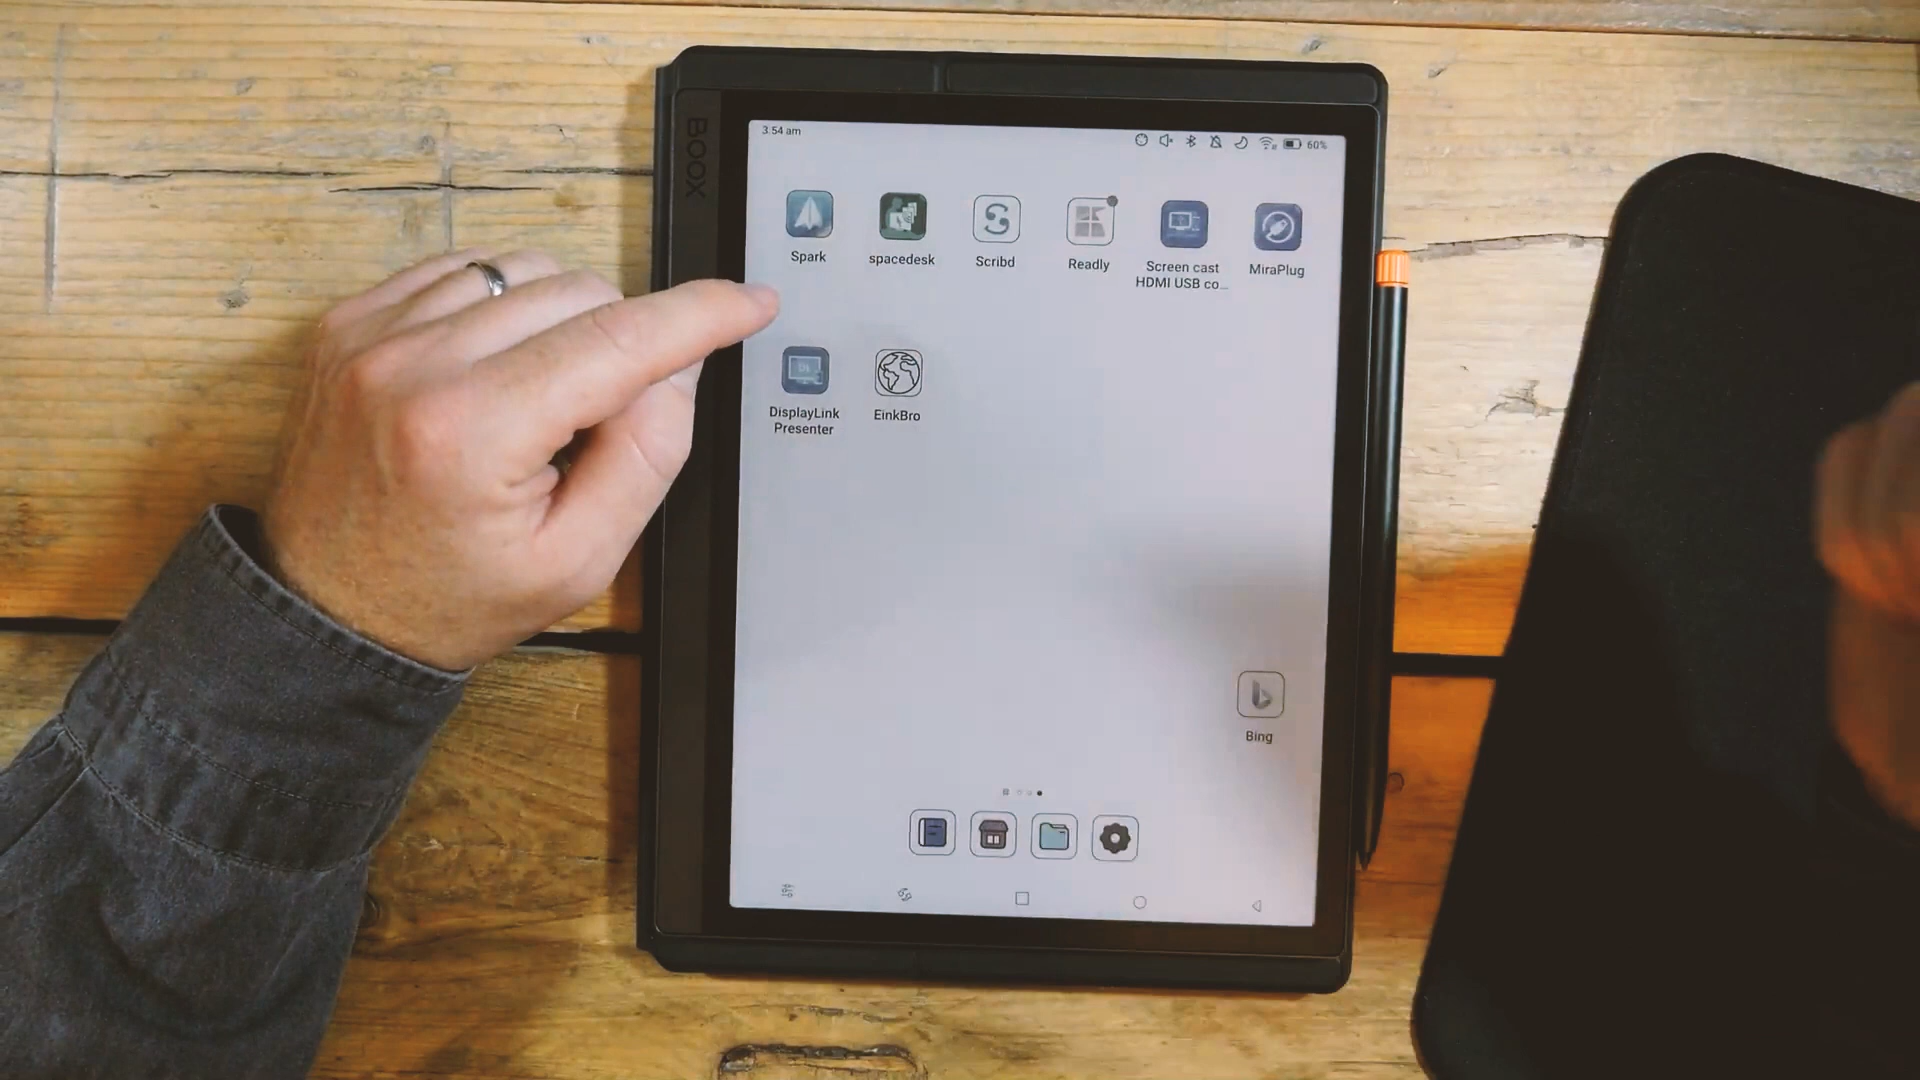 BOOX
3:54 am
60%
Spark
spacedesk
Scribd
Readly
Screen cast
HDMI USB co...
MiraPlug
DisplayLink
Presenter
EinkBro
Bing